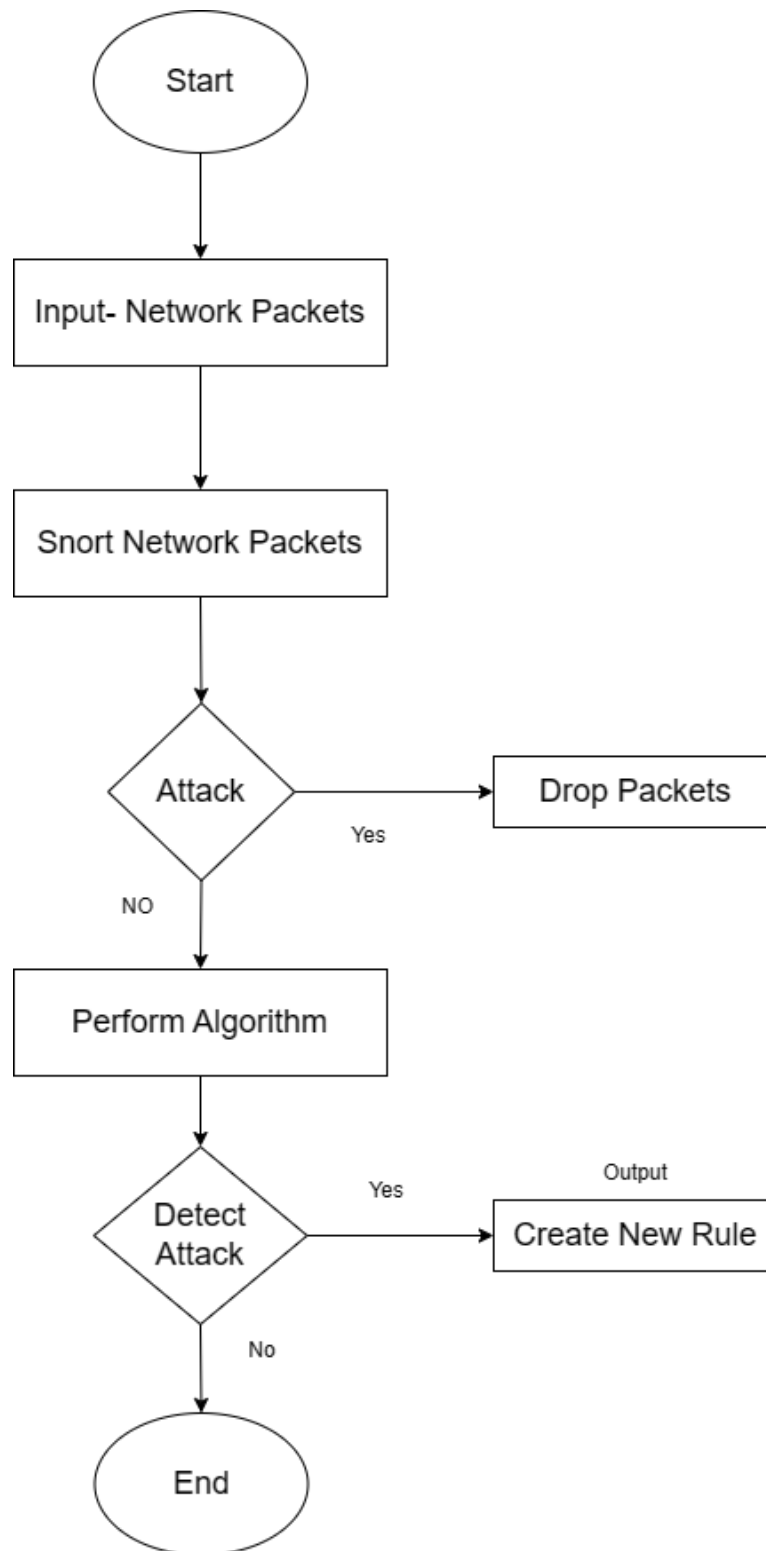 Start
Input- Network Packets
Snort Network Packets
Attack
Yes
Drop Packets
NO
Perform Algorithm
Detect
Attack
Yes
Output
Create New Rule
No
End